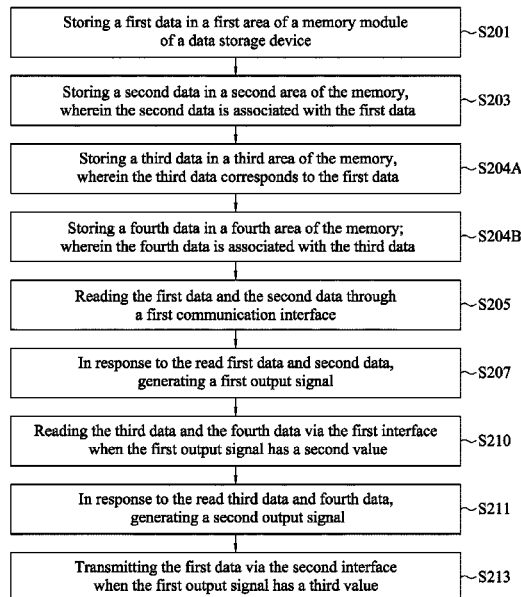 Storing a first data in a first area of a memory module
of a data storage device
S201
Storing a second data in a second area of the memory,
wherein the second data is associated with the first data
S203
Storing a third data in a third area of the memory,
wherein the third data corresponds to the first data
S204A
Storing a fourth data in a fourth area of the memory;
wherein the fourth data is associated with the third data
S204B
Reading the first data and the second data through
a first communication interface
S205
In response to the read first data and second data,
generating a first output signal
S207
Reading the third data and the fourth data via the first interface
when the first output signal has a second value
S210
In response to the read third data and fourth data,
generating a second output signal
S211
Transmitting the first data via the second interface
when the first output signal has a third value
S213